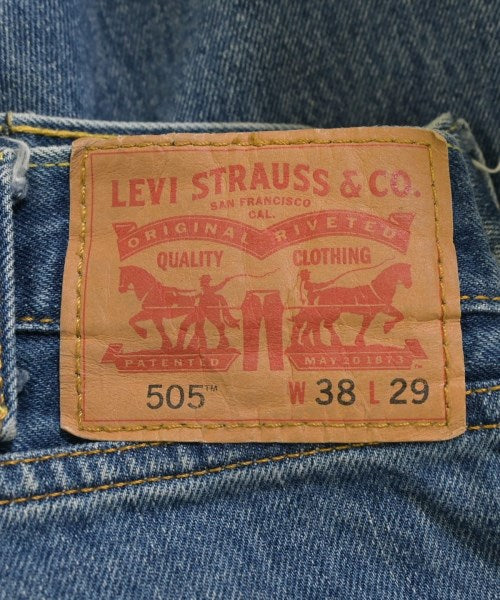 LEVI STRAUSS & CO.
SAN FRANCISCO
CAL.
ORIGINAL RIVETED
QUALITY CLOTHING
PATENTED MAY 20 1873
505™ W 38 L 29